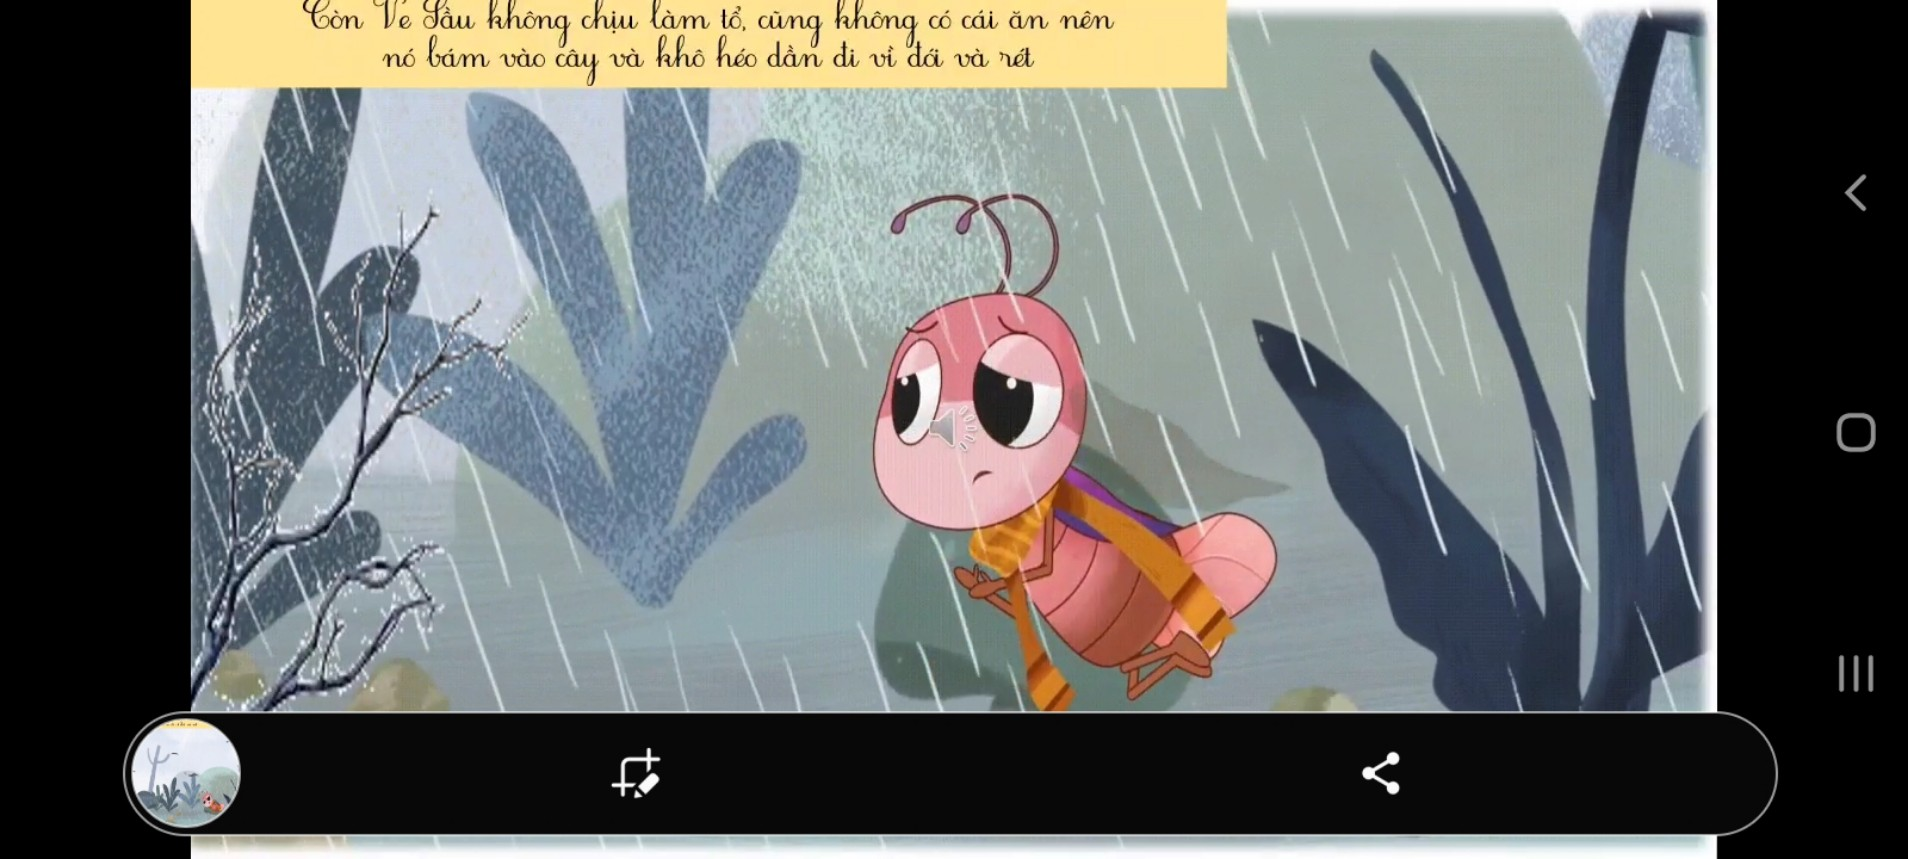 Còn Ve Sầu không chịu làm tổ, cũng không có cái ăn nên
nó bám vào cây và khô héo dần đi vì đói và rét